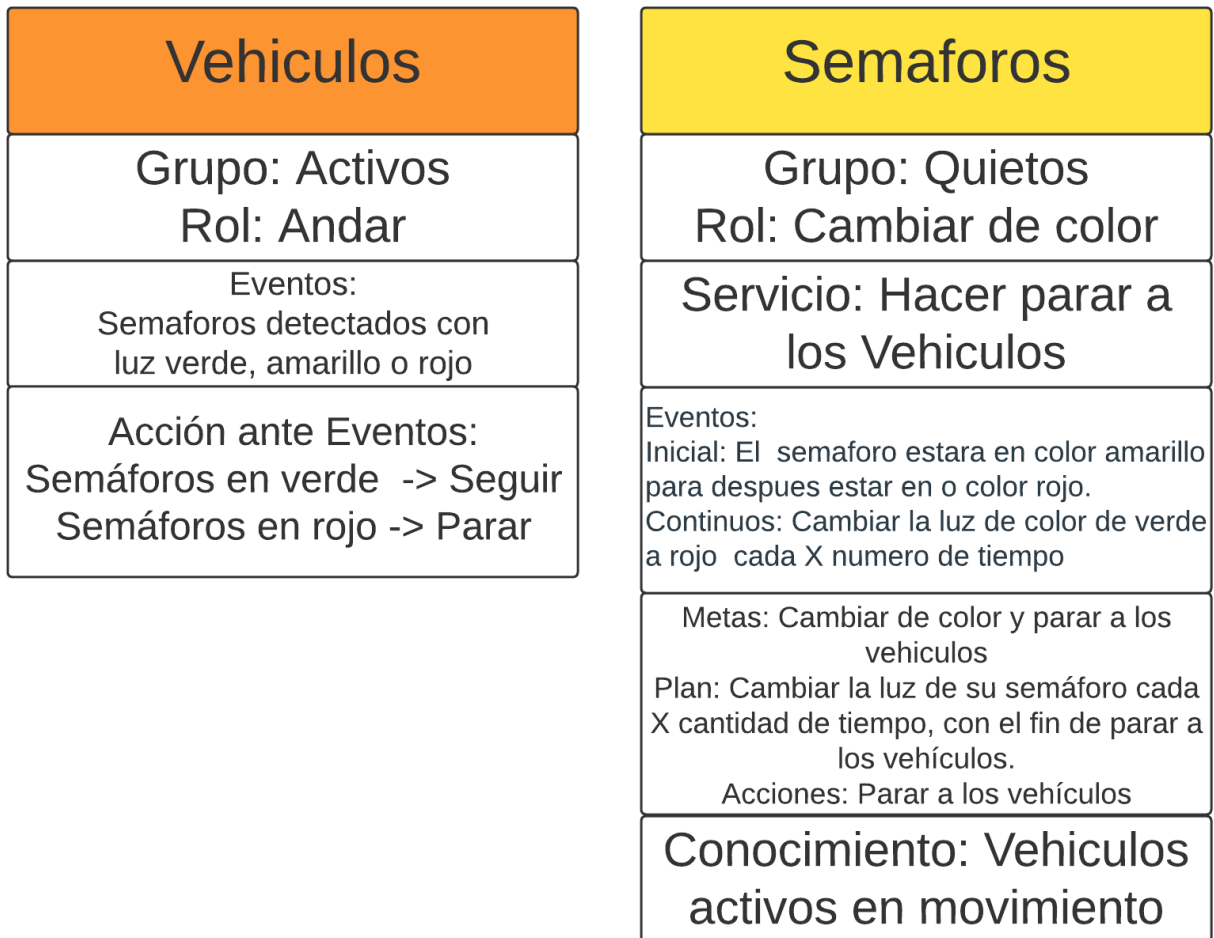 Vehiculos
Grupo: Activos
Rol: Andar
Eventos:
Semaforos detectados con
luz verde, amarillo o rojo
Acción ante Eventos:
Semáforos en verde  -> Seguir
Semáforos en rojo -> Parar
Semaforos
Grupo: Quietos
Rol: Cambiar de color
Servicio: Hacer parar a
los Vehiculos
Eventos:
Inicial: El  semaforo estara en color amarillo
para despues estar en o color rojo.
Continuos: Cambiar la luz de color de verde
a rojo  cada X numero de tiempo
Metas: Cambiar de color y parar a los
vehiculos
Plan: Cambiar la luz de su semáforo cada
X cantidad de tiempo, con el fin de parar a
los vehículos.
Acciones: Parar a los vehículos
Conocimiento: Vehiculos
activos en movimiento